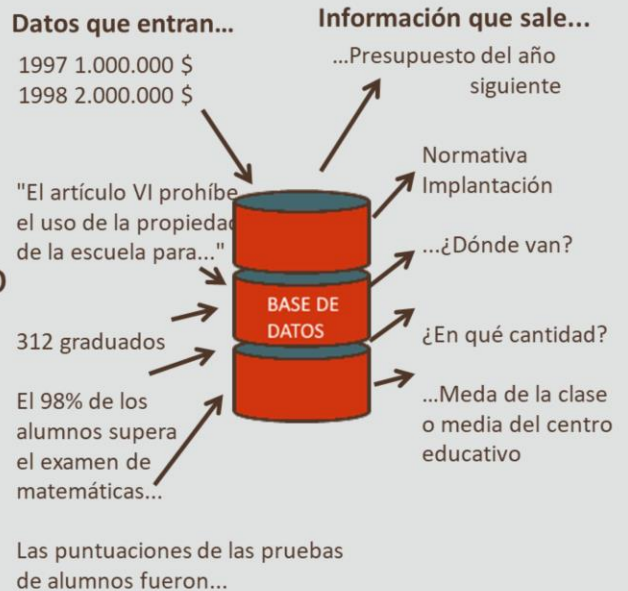 Datos que entran...
1997 1.000.000 $
1998 2.000.000 $
"El artículo VI prohíbe
el uso de la propiedad
de la escuela para..."
312 graduados
El 98% de los
alumnos supera
el examen de
matemáticas...
Las puntuaciones de las pruebas
de alumnos fueron...
BASE DE
DATOS
Información que sale...
...Presupuesto del año
siguiente
Normativa
Implantación
...¿Dónde van?
¿En qué cantidad?
...Meda de la clase
o media del centro
educativo